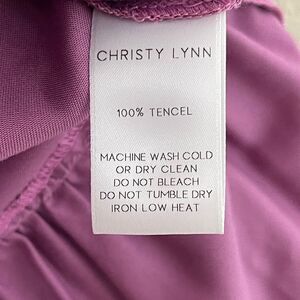 CHRISTY LYNN
100% TENCEL
MACHINE WASH COLD
OR DRY CLEAN
DO NOT BLEACH
DO NOT TUMBLE DRY
IRON LOW HEAT